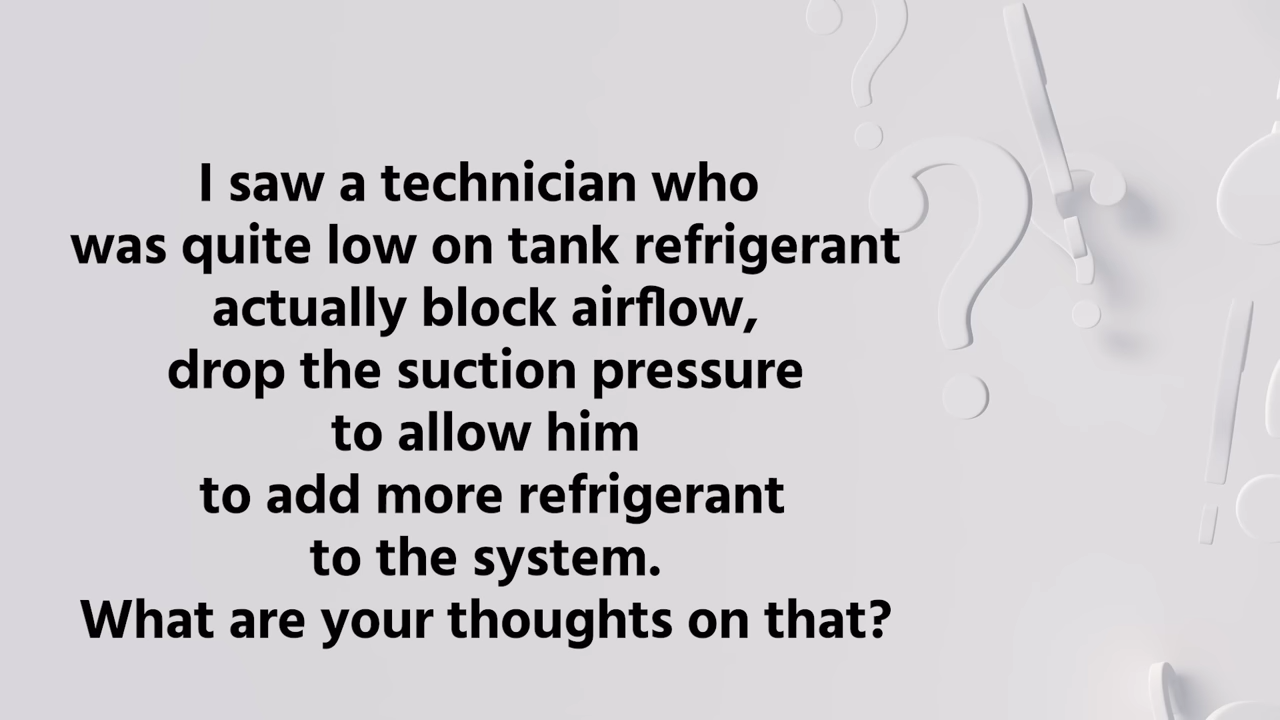 I saw a technician who
was quite low on tank refrigerant
actually block airflow,
drop the suction pressure
to allow him
to add more refrigerant
to the system.
What are your thoughts on that?